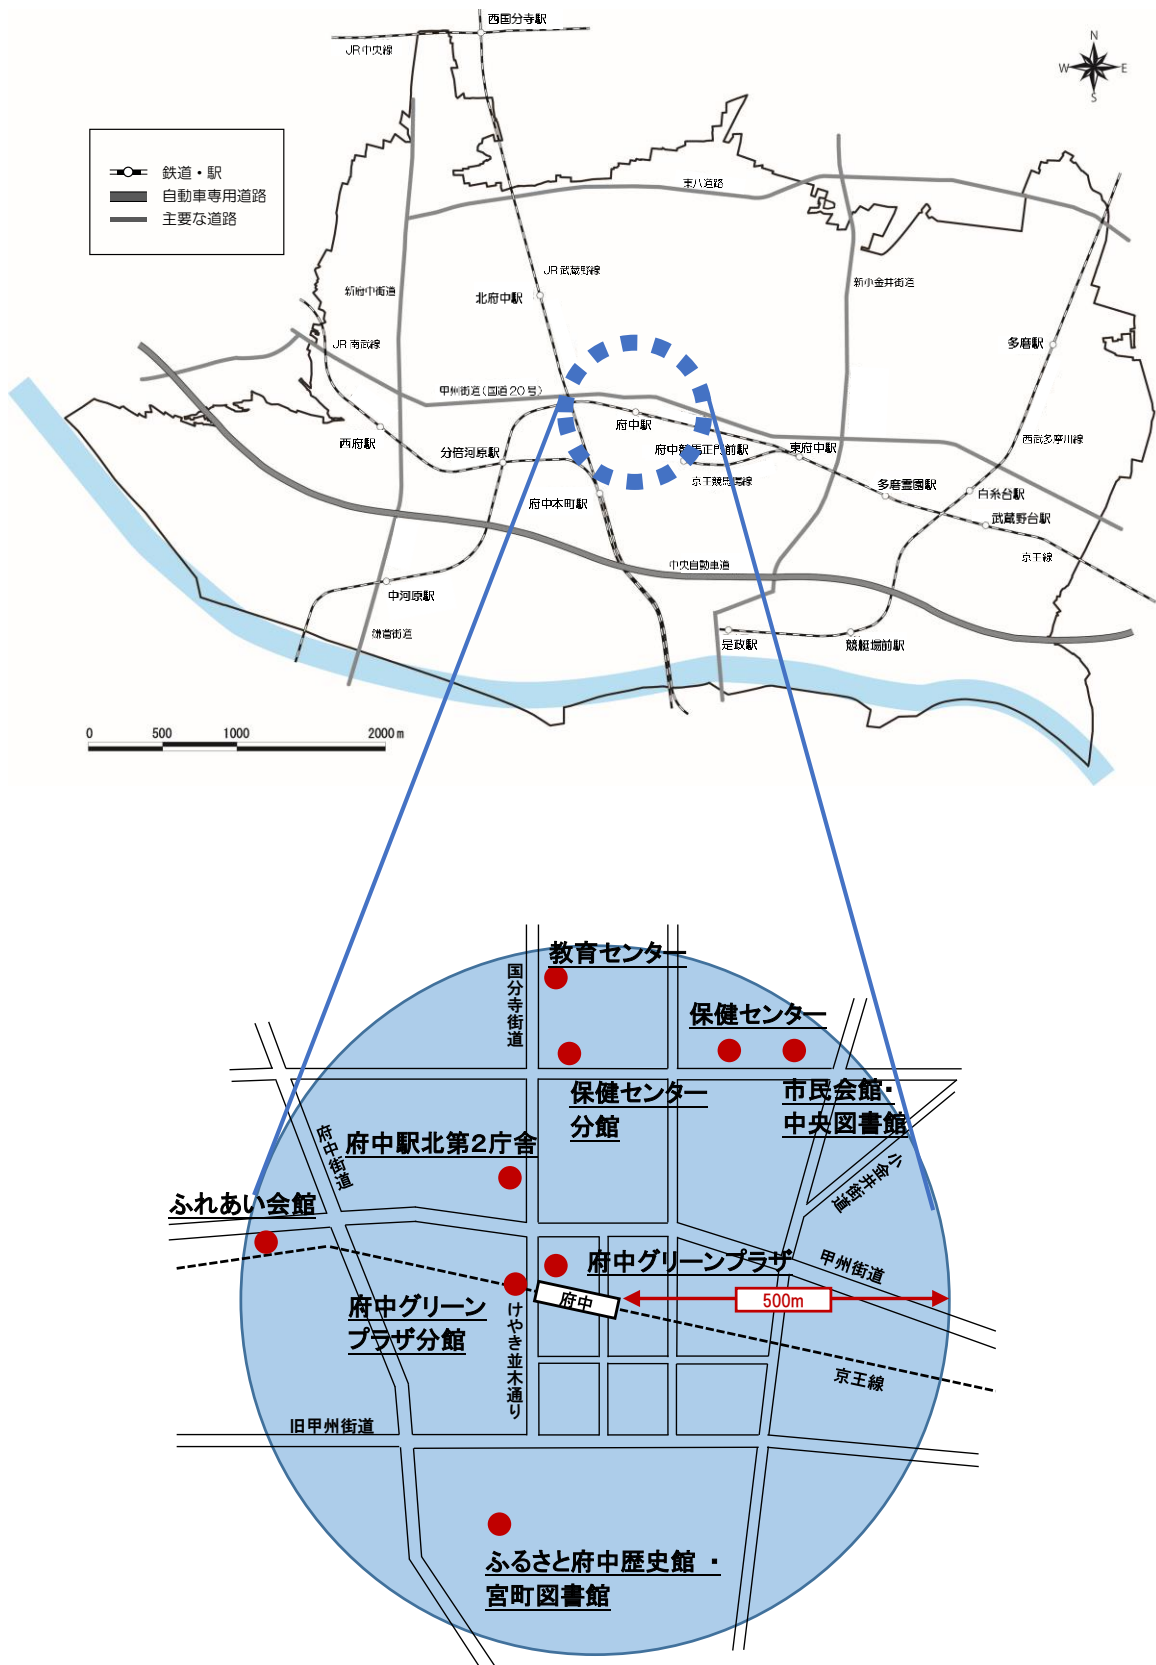 西国分寺駅
JR中央線
N
W
E
S
鉄道・駅
自動車専用道路
主要な道路
東八道路
JR武蔵野線
新小金井街道
新府中街道
北府中駅
JR南武線
多磨駅
甲州街道(国道20号)
府中駅
西府駅
分倍河原駅
府中競馬正門前駅
東府中駅
西武多摩川線
京王競馬場線
多磨霊園駅
白糸台駅
府中本町駅
武蔵野台駅
京王線
中央自動車道
中河原駅
鎌倉街道
是政駅
競艇場前駅
0
500
1000
2000m
教育センター
国分寺街道
保健センター
保健センター
分館
市民会館・
中央図書館
府中街道
府中駅北第2庁舎
小金井街道
ふれあい会館
府中グリーンプラザ
甲州街道
500m
府中
府中グリーン
プラザ分館
けやき並木通り
京王線
旧甲州街道
ふるさと府中歴史館 ・
宮町図書館